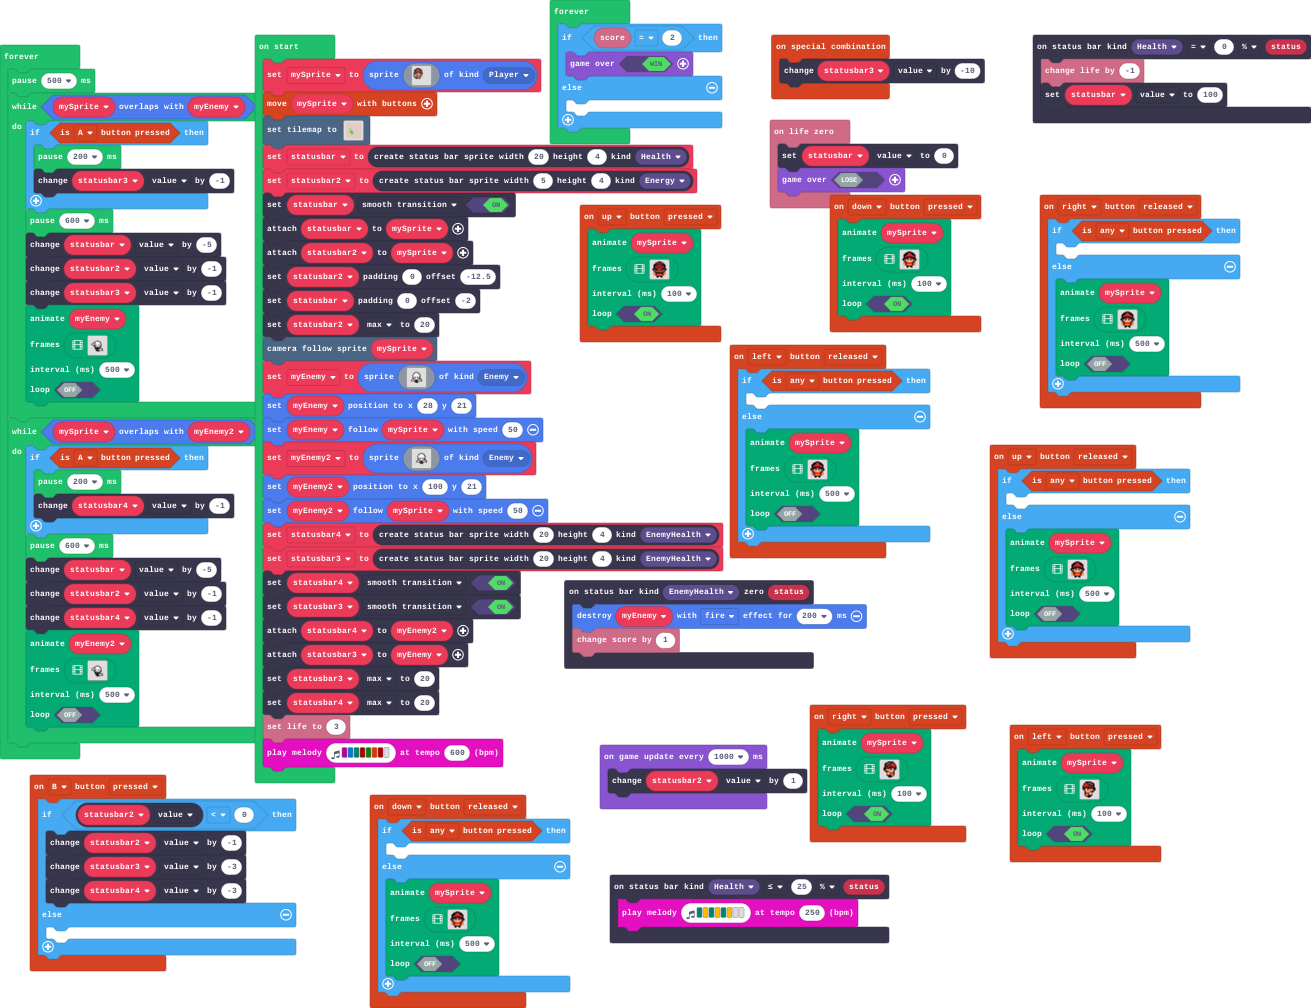 forever
pause 500 ms
while mySprite overlaps with myEnemy
do
if is A button pressed then
pause 200 ms
change statusbar3 value by -1
pause 600 ms
change statusbar value by -5
change statusbar2 value by -1
change statusbar3 value by -1
animate myEnemy
frames
interval (ms) 500
loop OFF
while mySprite overlaps with myEnemy2
do
if is A button pressed then
pause 200 ms
change statusbar4 value by -1
pause 600 ms
change statusbar value by -5
change statusbar2 value by -1
change statusbar4 value by -1
animate myEnemy2
frames
interval (ms) 500
loop OFF
on start
set mySprite to sprite of kind Player
move mySprite with buttons
set tilemap to
set statusbar to create status bar sprite width 20 height 4 kind Health
set statusbar2 to create status bar sprite width 5 height 4 kind Energy
set statusbar smooth transition ON
attach statusbar to mySprite
attach statusbar2 to mySprite
set statusbar2 padding 0 offset -12.5
set statusbar padding 0 offset -2
set statusbar2 max to 20
camera follow sprite mySprite
set myEnemy to sprite of kind Enemy
set myEnemy position to x 28 y 21
set myEnemy follow mySprite with speed 50
set myEnemy2 to sprite of kind Enemy
set myEnemy2 position to x 100 y 21
set myEnemy2 follow mySprite with speed 50
set statusbar4 to create status bar sprite width 20 height 4 kind EnemyHealth
set statusbar3 to create status bar sprite width 20 height 4 kind EnemyHealth
set statusbar4 smooth transition ON
set statusbar3 smooth transition ON
attach statusbar4 to myEnemy2
attach statusbar3 to myEnemy
set statusbar3 max to 20
set statusbar4 max to 20
set life to 3
play melody at tempo 600 (bpm)
forever
if score = 2 then
game over WIN
else
on special combination
change statusbar3 value by -10
on status bar kind Health = 0 % status
change life by -1
set statusbar value to 100
on life zero
set statusbar value to 0
game over LOSE
on up button pressed
animate mySprite
frames
interval (ms) 100
loop ON
on down button pressed
animate mySprite
frames
interval (ms) 100
loop ON
on right button released
if is any button pressed then
else
animate mySprite
frames
interval (ms) 500
loop OFF
on left button released
if is any button pressed then
else
animate mySprite
frames
interval (ms) 500
loop OFF
on up button released
if is any button pressed then
else
animate mySprite
frames
interval (ms) 500
loop OFF
on status bar kind EnemyHealth zero status
destroy myEnemy with fire effect for 200 ms
change score by 1
on game update every 1000 ms
change statusbar2 value by 1
on right button pressed
animate mySprite
frames
interval (ms) 100
loop ON
on left button pressed
animate mySprite
frames
interval (ms) 100
loop ON
on B button pressed
if statusbar2 value < 0 then
change statusbar2 value by -1
change statusbar3 value by -3
change statusbar4 value by -3
else
on down button released
if is any button pressed then
else
animate mySprite
frames
interval (ms) 500
loop OFF
on status bar kind Health ≤ 25 % status
play melody at tempo 250 (bpm)